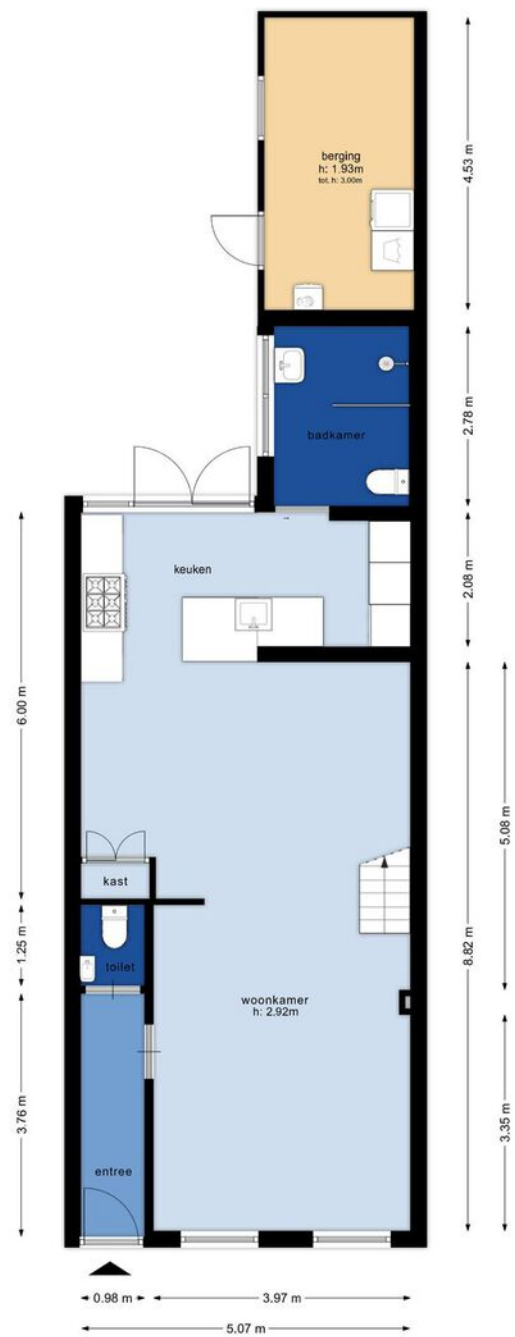 berging
h: 1.93m
tot. h: 3.00m
4.53 m
badkamer
2.78 m
keuken
2.08 m
6.00 m
5.08 m
kast
8.82 m
1.25 m
toilet
woonkamer
h: 2.92m
3.76 m
3.35 m
entree
0.98 m
3.97 m
5.07 m